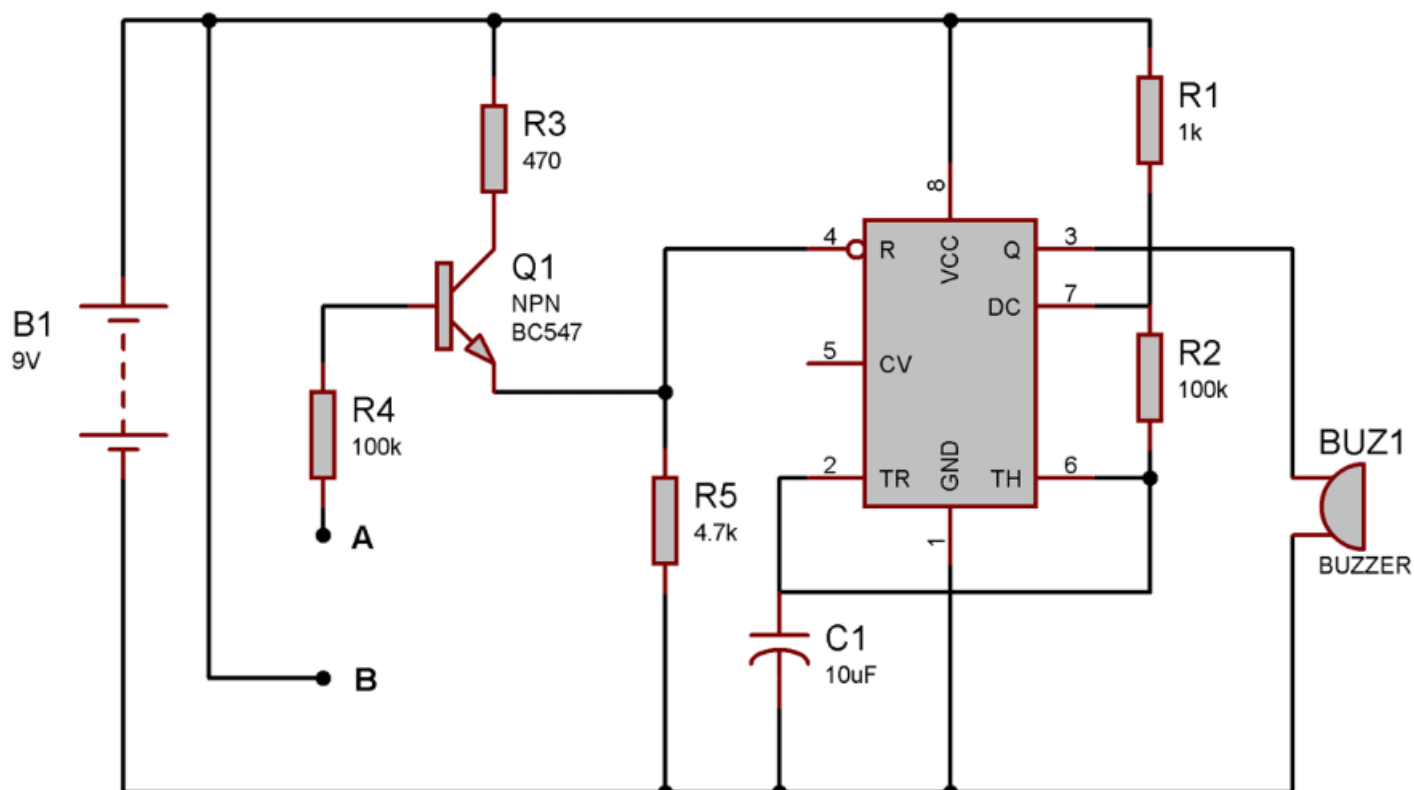 R3
470
R1
1k
8
4
R
VCC
Q
3
Q1
NPN
BC547
DC
7
B1
9V
5
CV
R2
100k
R4
100k
BUZ1
2
TR
GND
TH
6
R5
4.7k
A
1
BUZZER
C1
10uF
B